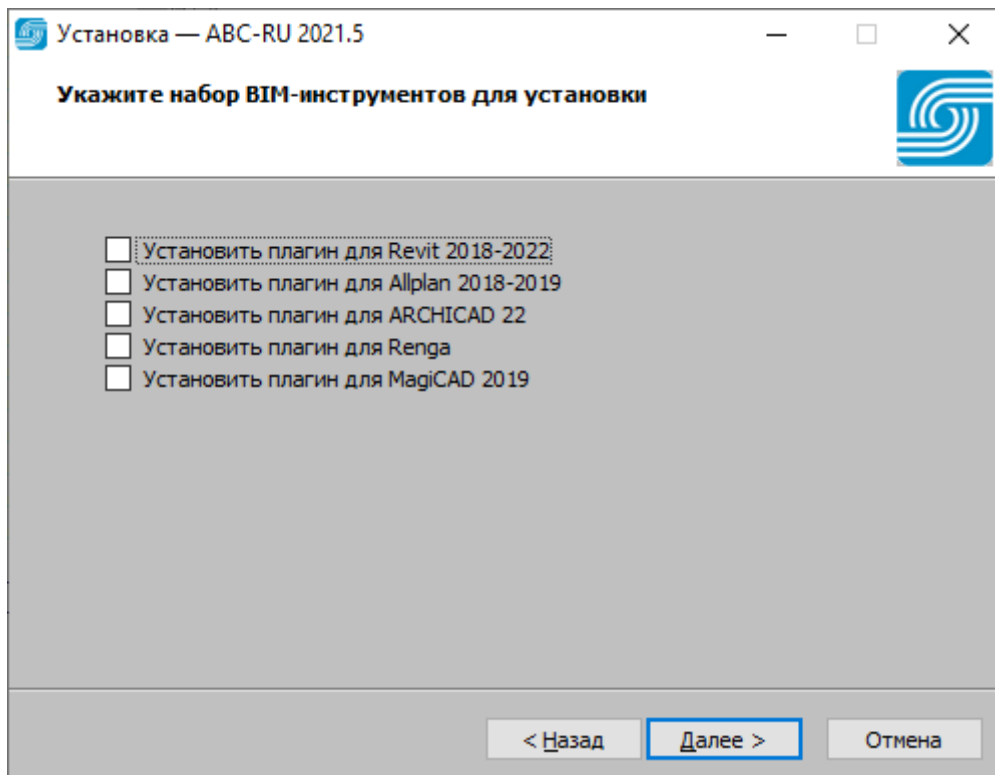 Установка — ABC-RU 2021.5
Укажите набор BIM-инструментов для установки
Установить плагин для Revit 2018-2022
Установить плагин для Allplan 2018-2019
Установить плагин для ARCHICAD 22
Установить плагин для Renga
Установить плагин для MagiCAD 2019
< Назад
Далее >
Отмена